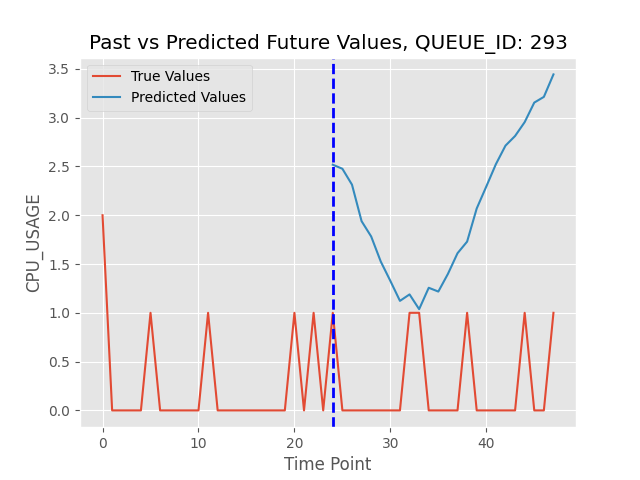 Past vs Predicted Future Values, QUEUE_ID: 293
True Values
Predicted Values
CPU_USAGE
3.5
3.0
2.5
2.0
1.5
1.0
0.5
0.0
0 10 20 30 40
Time Point